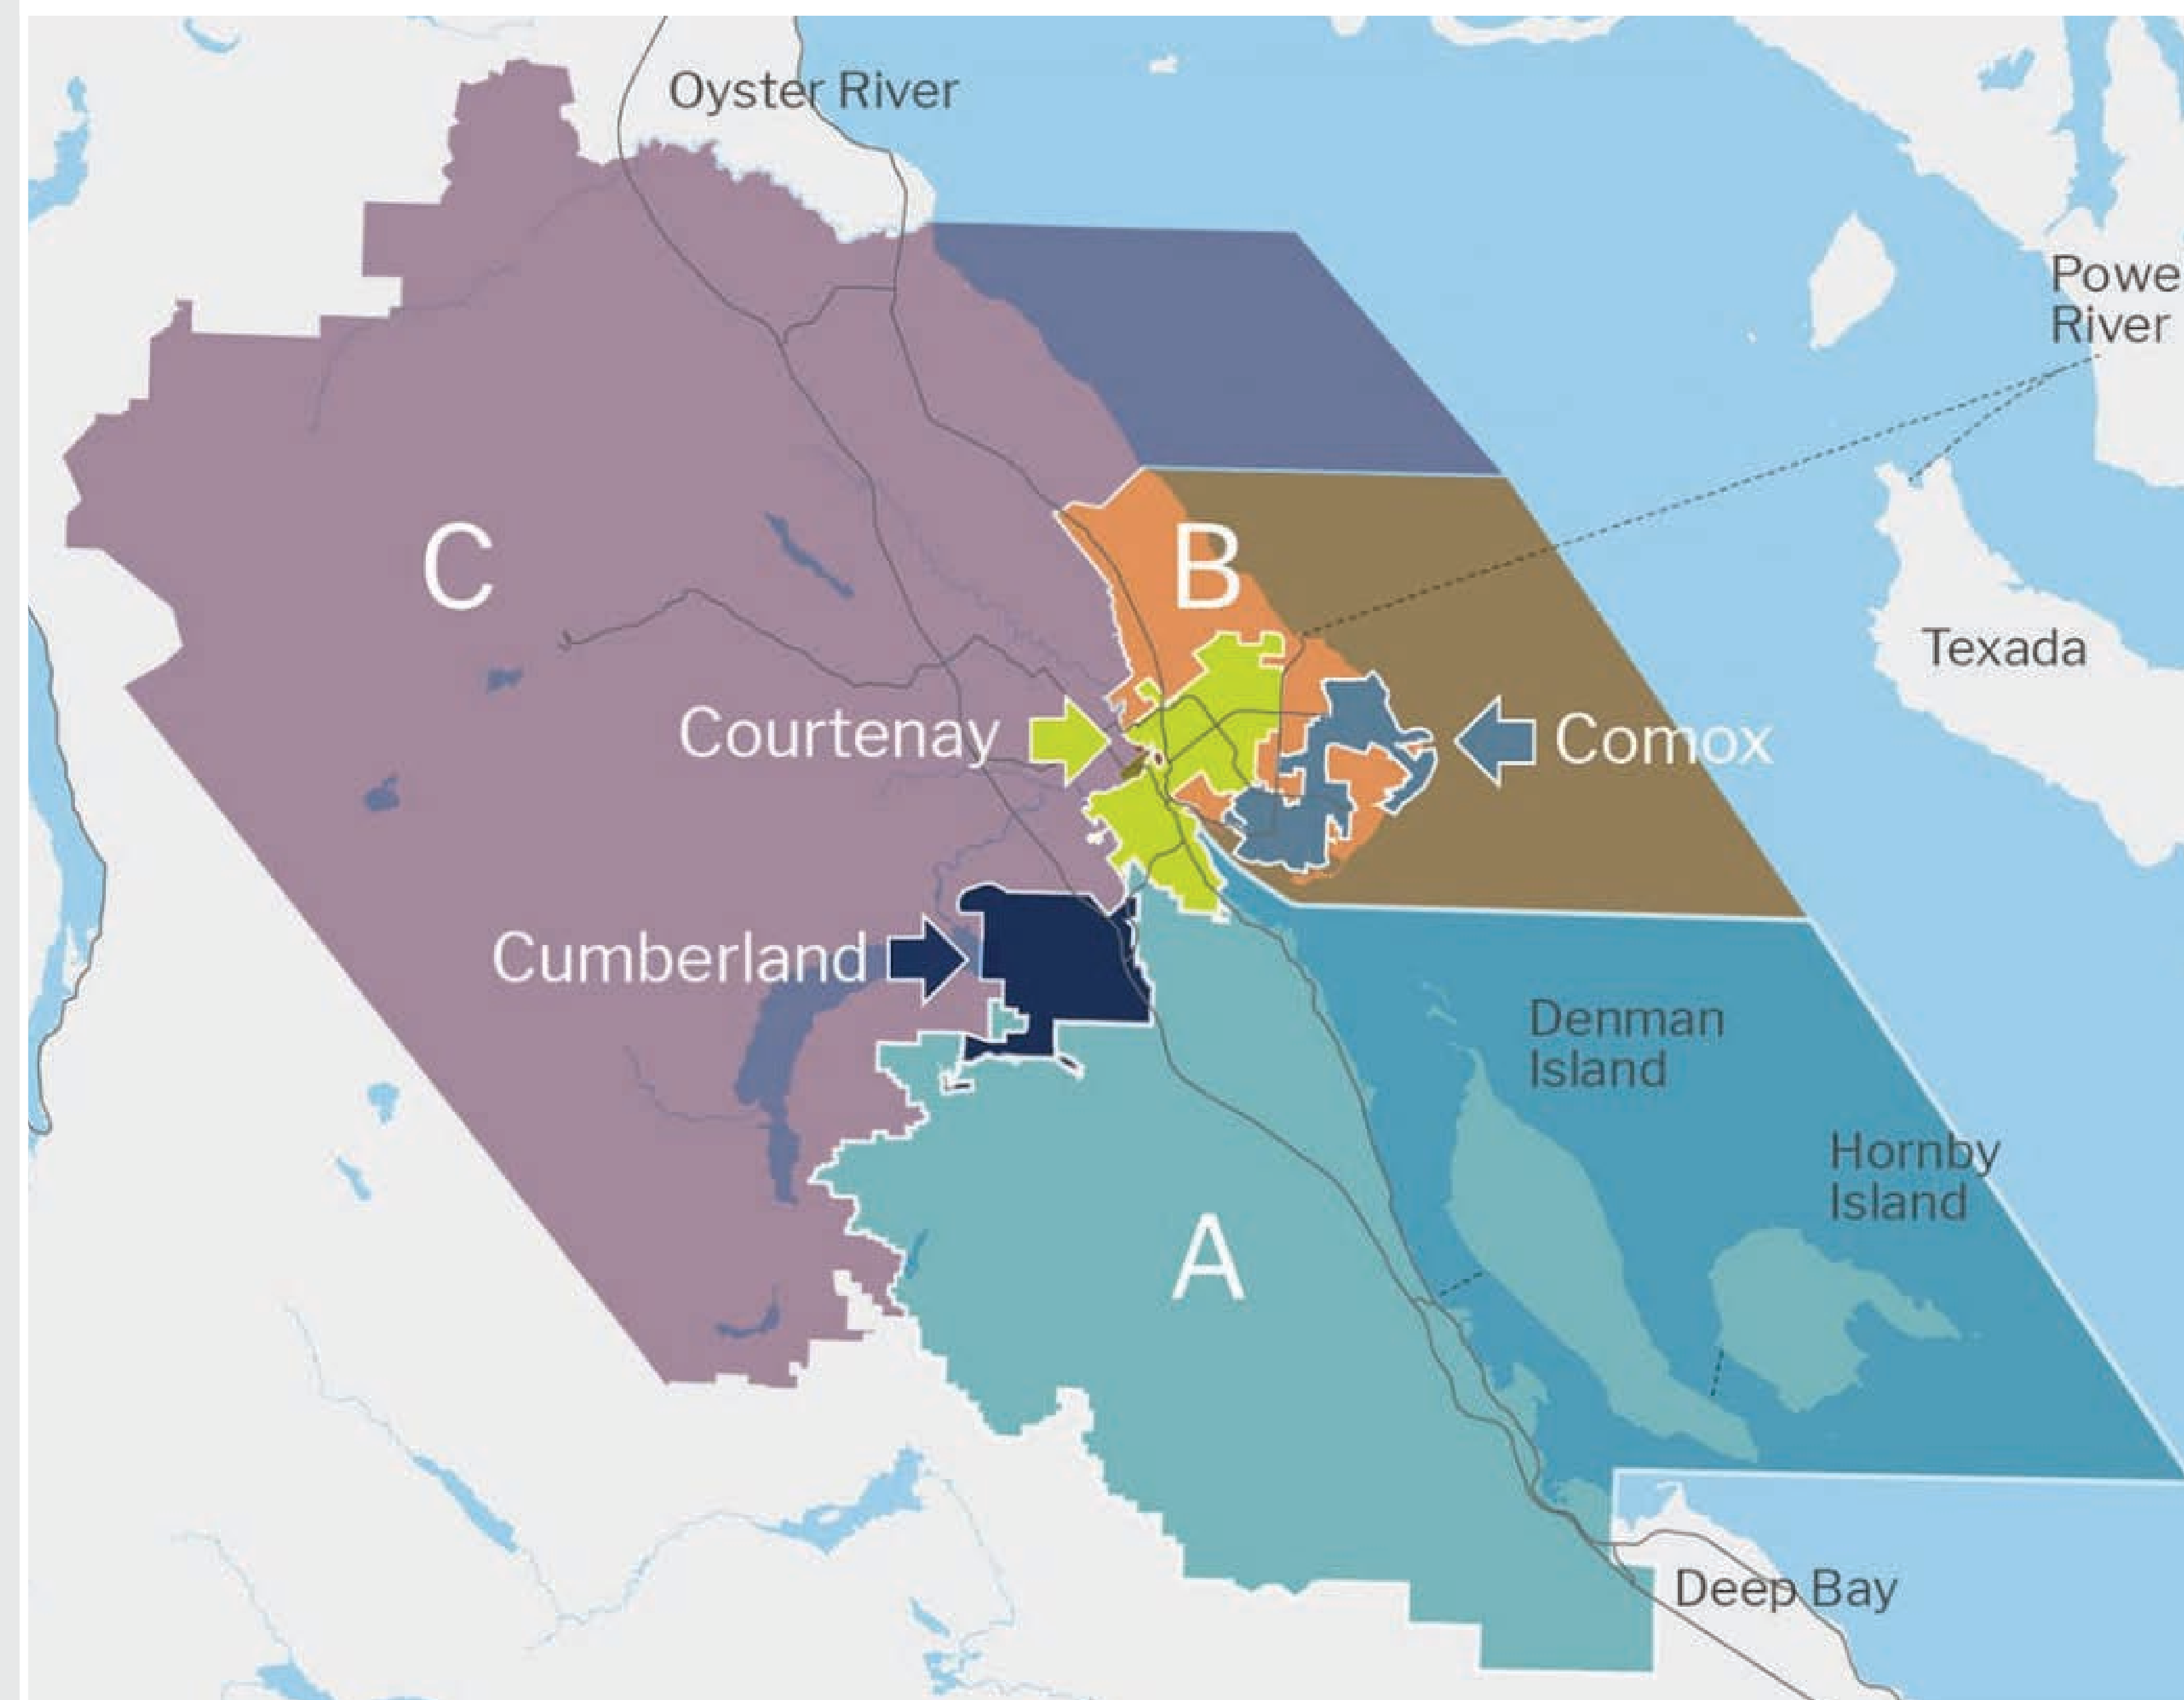 Oyster River
Powe
River
C
B
Texada
Courtenay
Comox
Cumberland
Denman
Island
Hornby
Island
A
Deep Bay